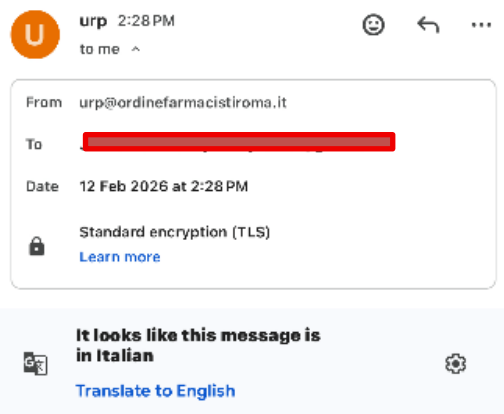 U
urp 2:28 PM
to me
From urp@ordinefarmacistiroma.it
To
Date 12 Feb 2026 at 2:28 PM
Standard encryption (TLS)
Learn more
It looks like this message is
in Italian
Translate to English